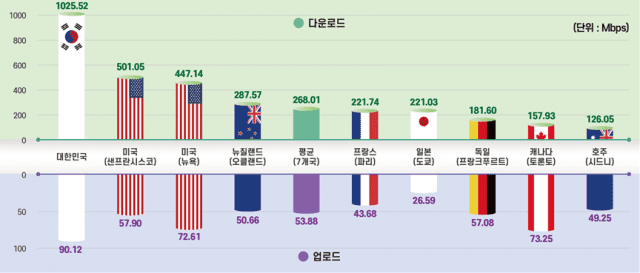 1025.52
다운로드
(단위 : Mbps)
1000
800
600
400
200
0
501.05
447.14
287.57
268.01
221.74
221.03
181.60
157.93
126.05
대한민국
미국
(샌프란시스코)
미국
(뉴욕)
뉴질랜드
(오클랜드)
평균
(7개국)
프랑스
(파리)
일본
(도쿄)
독일
(프랑크푸르트)
캐나다
(토론토)
호주
(시드니)
0
50
100
90.12
57.90
72.61
50.66
53.88
43.68
26.59
57.08
73.25
49.25
업로드